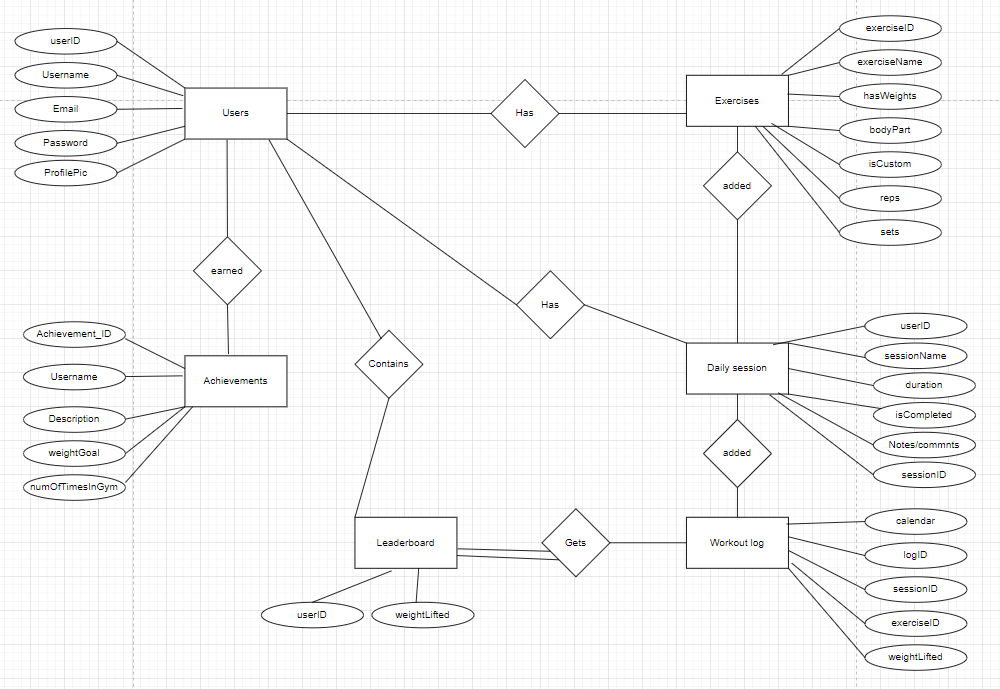 userID
Username
Email
Password
ProfilePic
Users
Has
Exercises
exerciseID
exerciseName
hasWeights
bodyPart
isCustom
reps
sets
added
earned
Has
Achievement_ID
Username
Description
weightGoal
numOfTimesInGym
Achievements
Contains
Daily session
userID
sessionName
duration
isCompleted
Notes/commnts
sessionID
added
Leaderboard
Gets
Workout log
calendar
logID
sessionID
exerciseID
weightLifted
userID
weightLifted